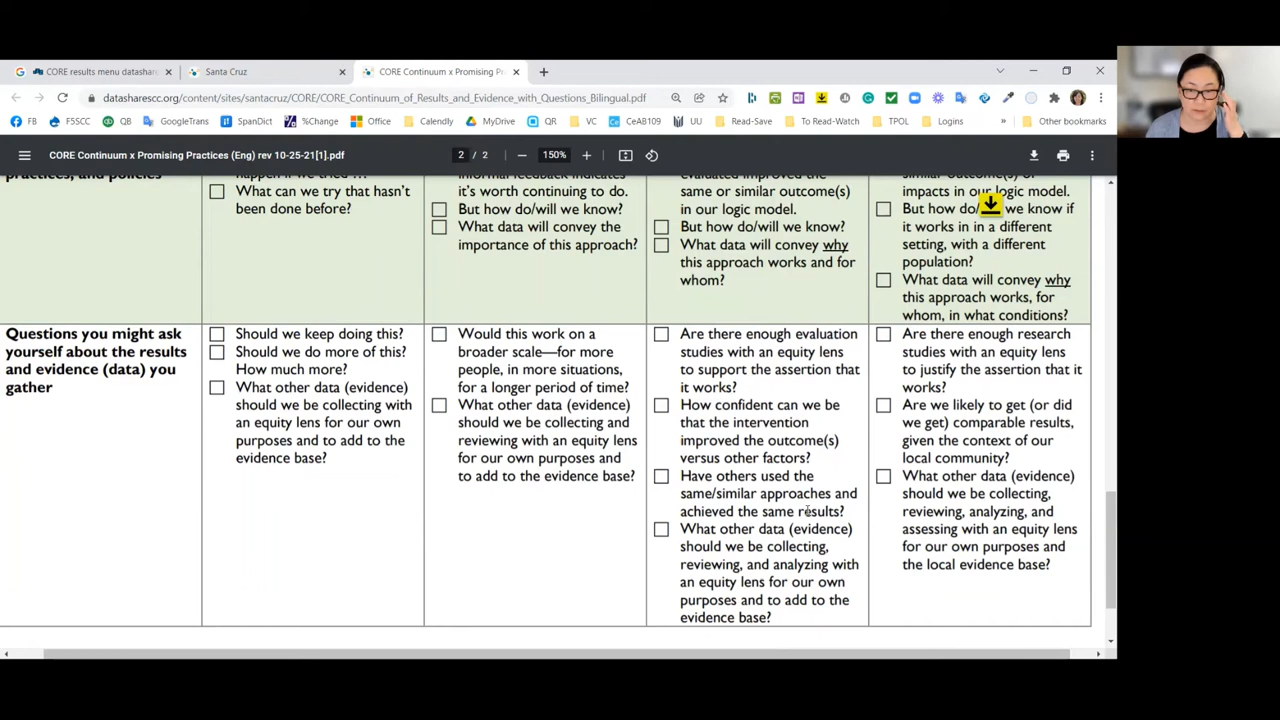 CORE results menu datashar
Santa Cruz
CORE Continuum x Promising Pr
datasharescc.org/content/sites/santacruz/CORE/CORE_Continuum_of_Results_and_Evidence_with_Questions_Bilingual.pdf
FB
F5SCC
GoogleTrans
SpanDict
%Change
Office
Calendly
MyDrive
QR
VC
CeAB109
UU
Read-Save
To Read-Watch
TPOL
Logins
Other bookmarks
CORE Continuum x Promising Practices (Eng) rev 10-25-21[1].pdf
2 / 2
150%
practices, and policies
happen if we tried ...
What can we try that hasn't
been done before?
informal feedback indicates
it's worth continuing to do.
But how do/will we know?
What data will convey the
importance of this approach?
evaluated improved the
same or similar outcome(s)
in our logic model.
But how do/will we know?
What data will convey why
this approach works and for
whom?
similar outcome(s) or
impacts in our logic model.
But how do/ we know if
it works in in a different
setting, with a different
population?
What data will convey why
this approach works, for
whom, in what conditions?
Questions you might ask
yourself about the results
and evidence (data) you
gather
Should we keep doing this?
Should we do more of this?
How much more?
What other data (evidence)
should we be collecting with
an equity lens for our own
purposes and to add to the
evidence base?
Would this work on a
broader scale—for more
people, in more situations,
for a longer period of time?
What other data (evidence)
should we be collecting and
reviewing with an equity lens
for our own purposes and
to add to the evidence base?
Are there enough evaluation
studies with an equity lens
to support the assertion that
it works?
How confident can we be
that the intervention
improved the outcome(s)
versus other factors?
Have others used the
same/similar approaches and
achieved the same results?
What other data (evidence)
should we be collecting,
reviewing, and analyzing with
an equity lens for our own
purposes and to add to the
evidence base?
Are there enough research
studies with an equity lens
to justify the assertion that it
works?
Are we likely to get (or did
we get) comparable results,
given the context of our
local community?
What other data (evidence)
should we be collecting,
reviewing, analyzing, and
assessing with an equity lens
for our own purposes and
the local evidence base?